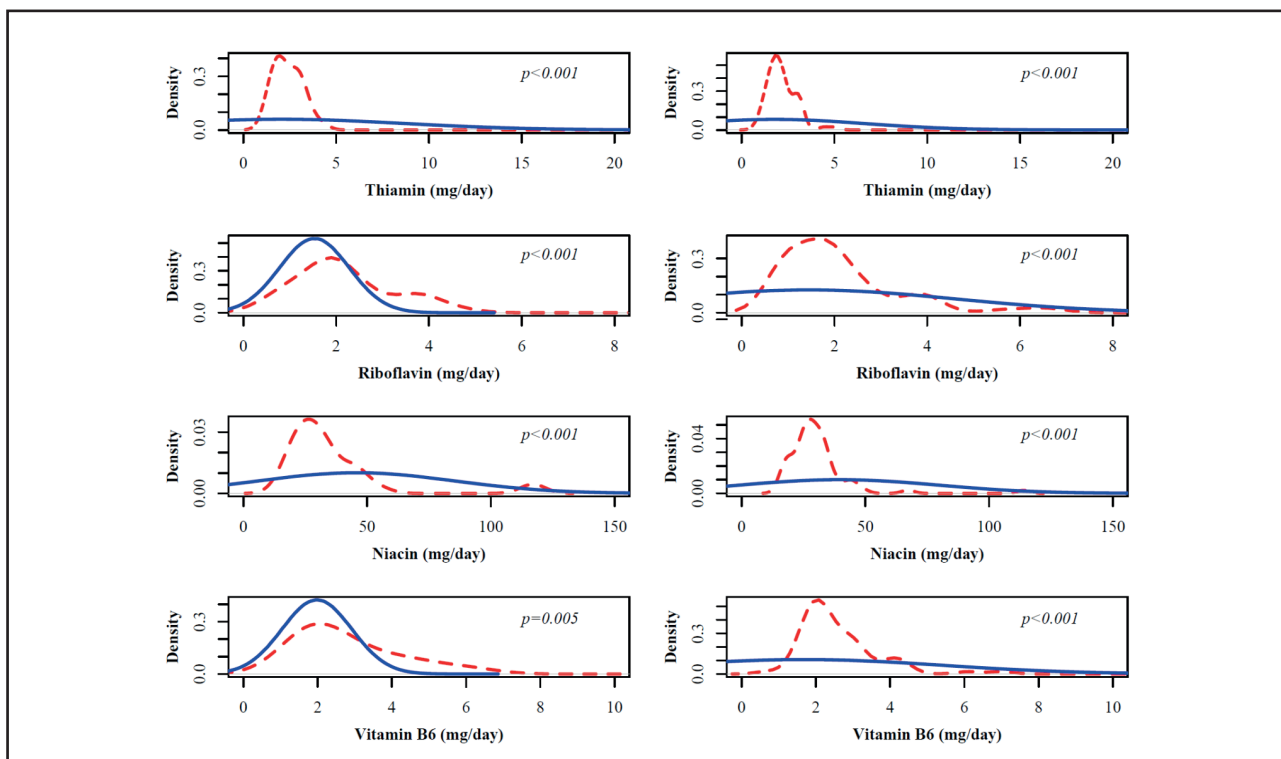 Density 0.0 0.3 p<0.001
0 5 10 15 20
Thiamin (mg/day)
Density 0.0 0.3 p<0.001
0 5 10 15 20
Thiamin (mg/day)
Density 0.0 0.3 p<0.001
0 2 4 6 8
Riboflavin (mg/day)
Density 0.0 0.3 p<0.001
0 2 4 6 8
Riboflavin (mg/day)
Density 0.00 0.03 p<0.001
0 50 100 150
Niacin (mg/day)
Density 0.00 0.04 p<0.001
0 50 100 150
Niacin (mg/day)
Density 0.0 0.3 p=0.005
0 2 4 6 8 10
Vitamin B6 (mg/day)
Density 0.0 0.3 p<0.001
0 2 4 6 8 10
Vitamin B6 (mg/day)